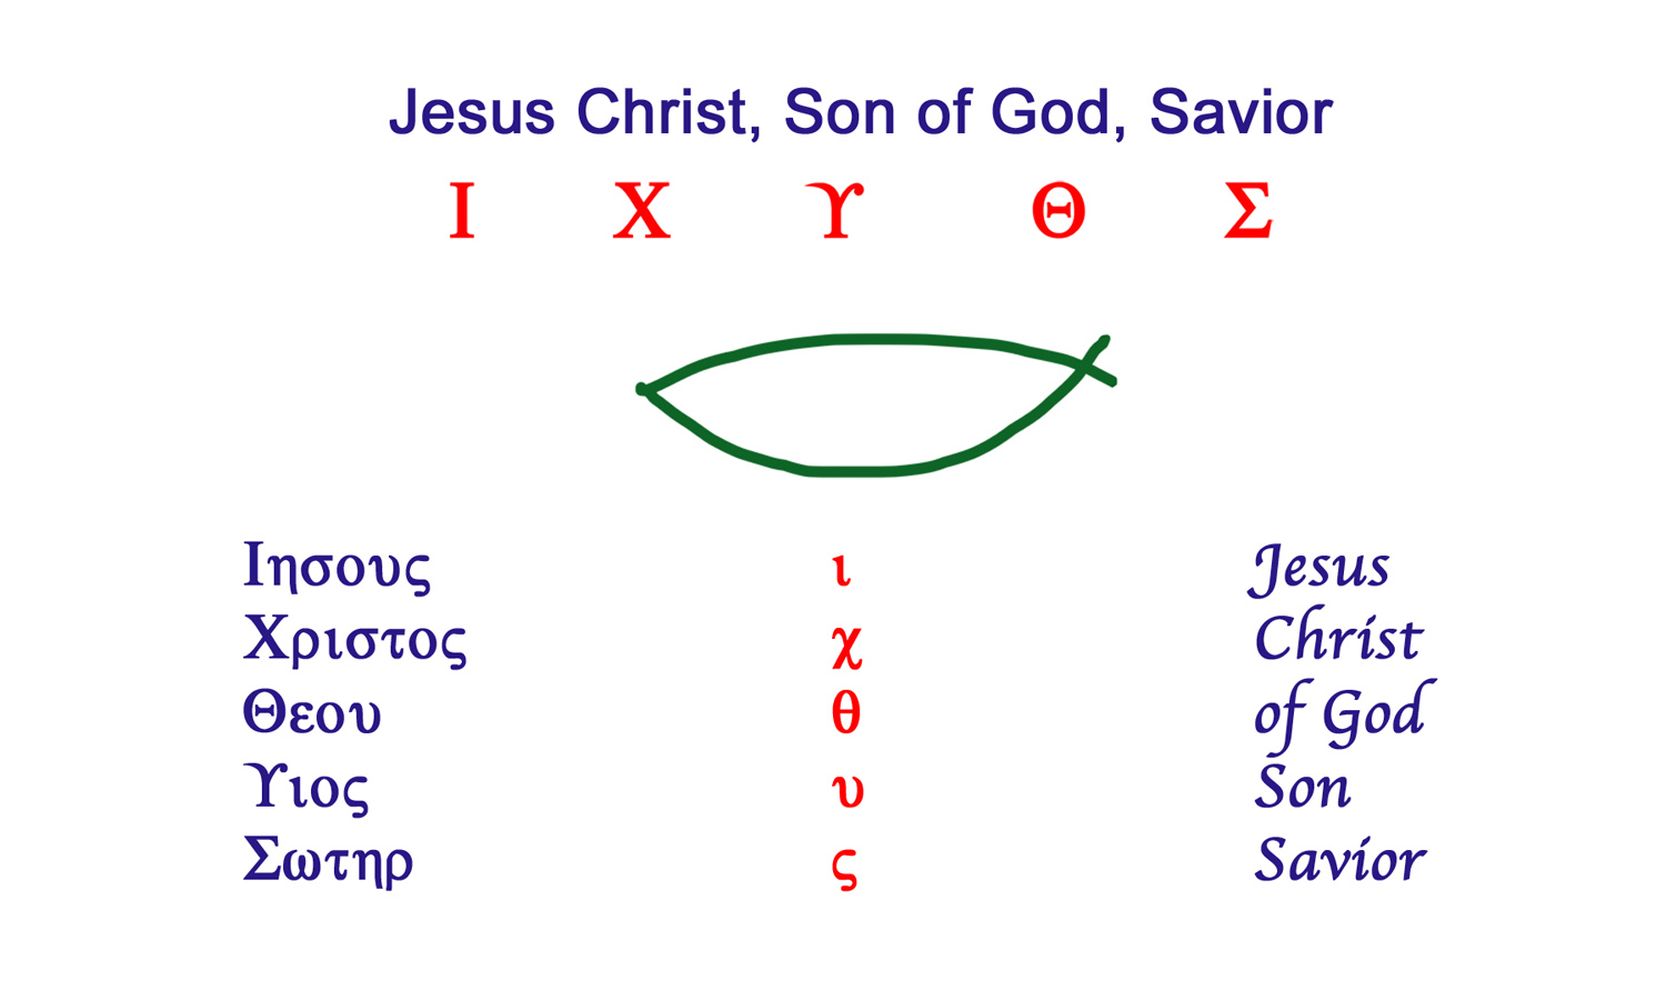 Jesus Christ, Son of God, Savior
Ι Χ ϒ Θ Σ
Ιησους ι Jesus
Χριστος χ Christ
Θεου θ of God
ϒιος υ Son
Σωτηρ ς Savior